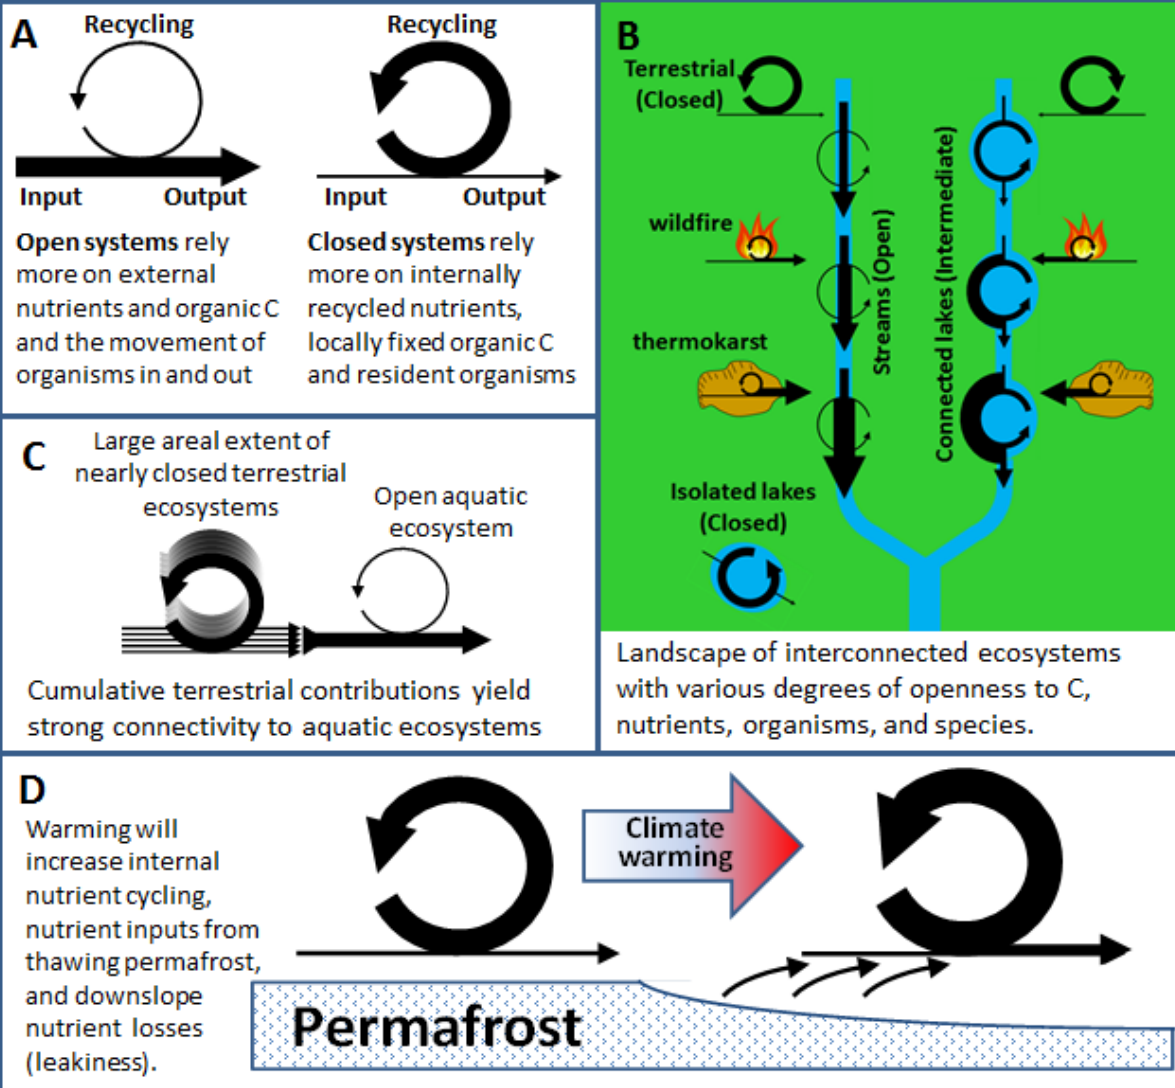 A
Recycling
Input
Output
Open systems rely
more on external
nutrients and organic C
and the movement of
organisms in and out
Recycling
Input
Output
Closed systems rely
more on internally
recycled nutrients,
locally fixed organic C
and resident organisms
B
Terrestrial
(Closed)
wildfire
thermokarst
Streams (Open)
Connected lakes (Intermediate)
Isolated lakes
(Closed)
Landscape of interconnected ecosystems
with various degrees of openness to C,
nutrients, organisms, and species.
C
Large areal extent of
nearly closed terrestrial
ecosystems
Open aquatic
ecosystem
Cumulative terrestrial contributions yield
strong connectivity to aquatic ecosystems
D
Warming will
increase internal
nutrient cycling,
nutrient inputs from
thawing permafrost,
and downslope
nutrient losses
(leakiness).
Climate
warming
Permafrost